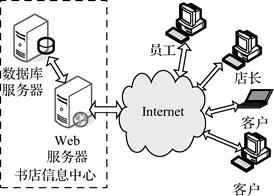 数据库
服务器
Web
服务器
书店信息中心
Internet
员工
店长
客户
客户